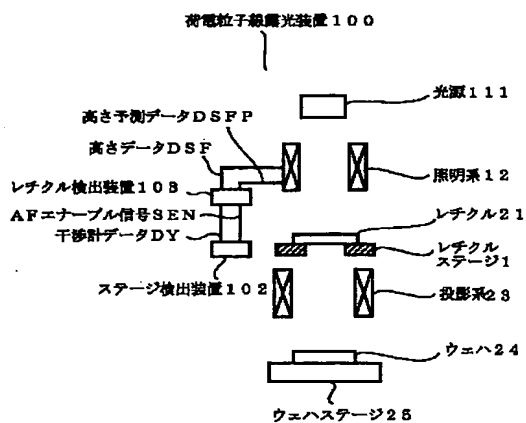 荷電粒子線露光装置100
光源111
高さ予測データDSFP
高さデータDSF
照明系12
レチクル検出装置103
レチクル21
AFエナーブル信号SEN
レチクル
ステージ1
干渉計データDY
ステージ検出装置102
投影系23
ウェハ24
ウェハステージ25